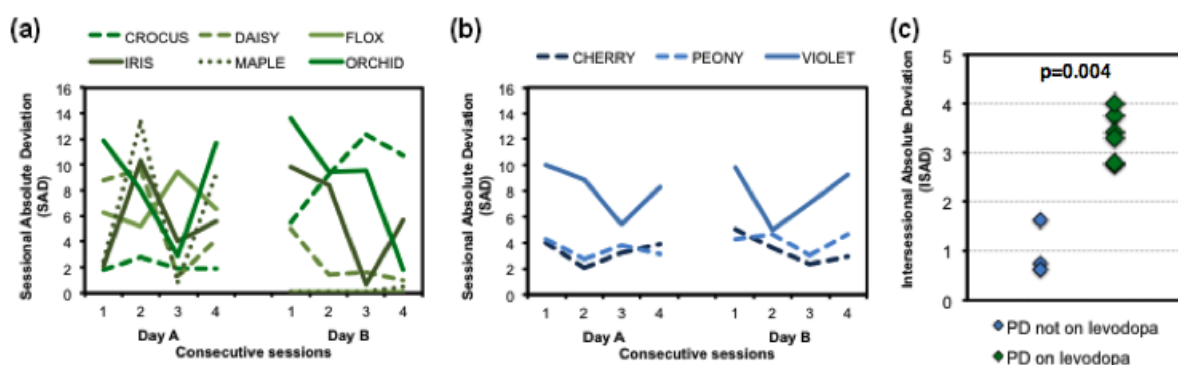 (a)
CROCUS DAISY FLOX
IRIS MAPLE ORCHID
Sessional Absolute Deviation
(SAD)
16
14
12
10
8
6
4
2
0
1 2 3 4 1 2 3 4
Day A Day B
Consecutive sessions
(b)
CHERRY PEONY VIOLET
Sessional Absolute Deviation
(SAD)
16
14
12
10
8
6
4
2
0
1 2 3 4 1 2 3 4
Day A Day B
Consecutive sessions
(c)
p=0.004
Intersessional Absolute Deviation
(ISAD)
5
4
3
2
1
0
PD not on levodopa
PD on levodopa